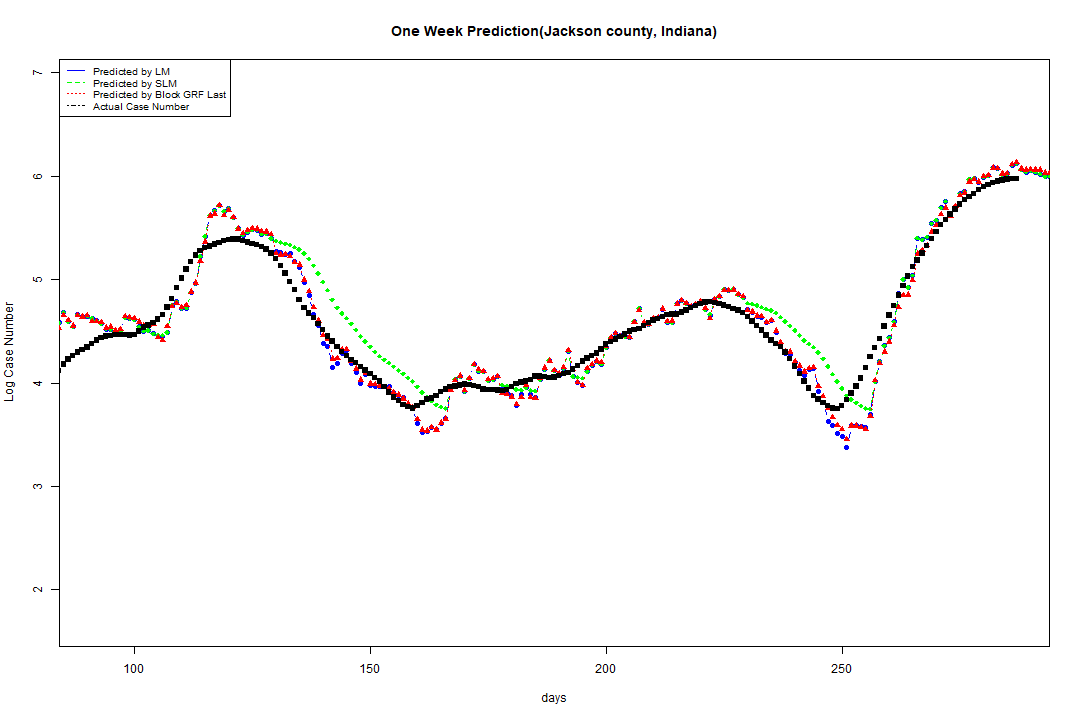 One Week Prediction(Jackson county, Indiana)
Predicted by LM
Predicted by SLM
Predicted by Block GRF Last
Actual Case Number
7
6
5
4
3
2
Log Case Number
100 150 200 250
days